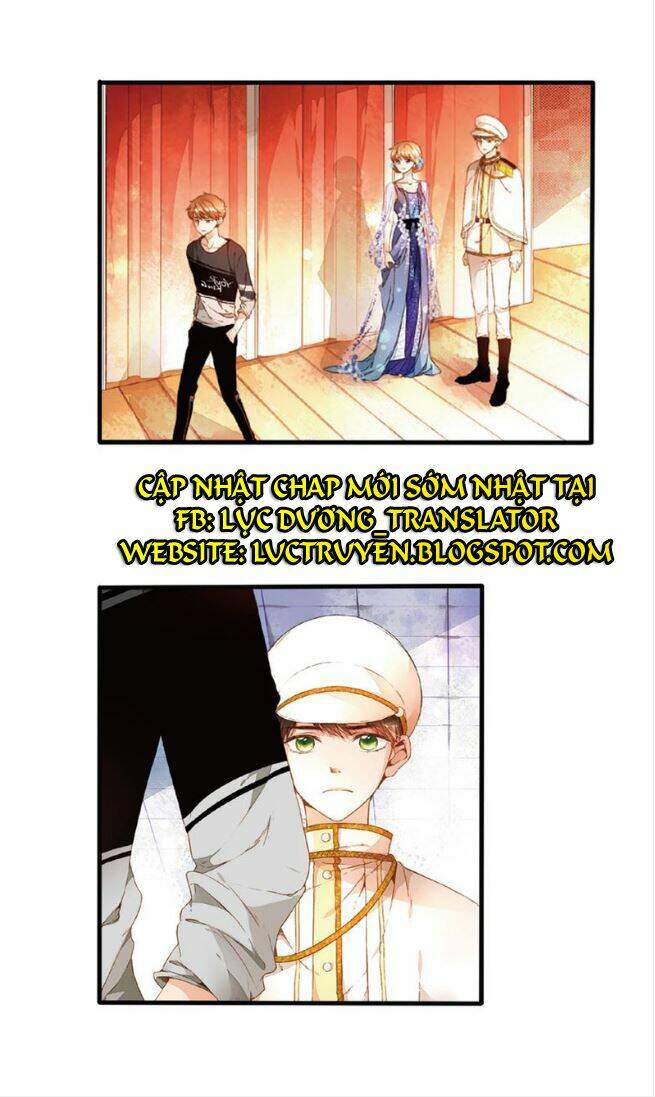 CẬP NHẬT CHAP MỚI SỚM NHẤT TẠI
FB: LỤC DƯƠNG_TRANSLATOR
WEBSITE: LUCTRUYEN.BLOGSPOT.COM